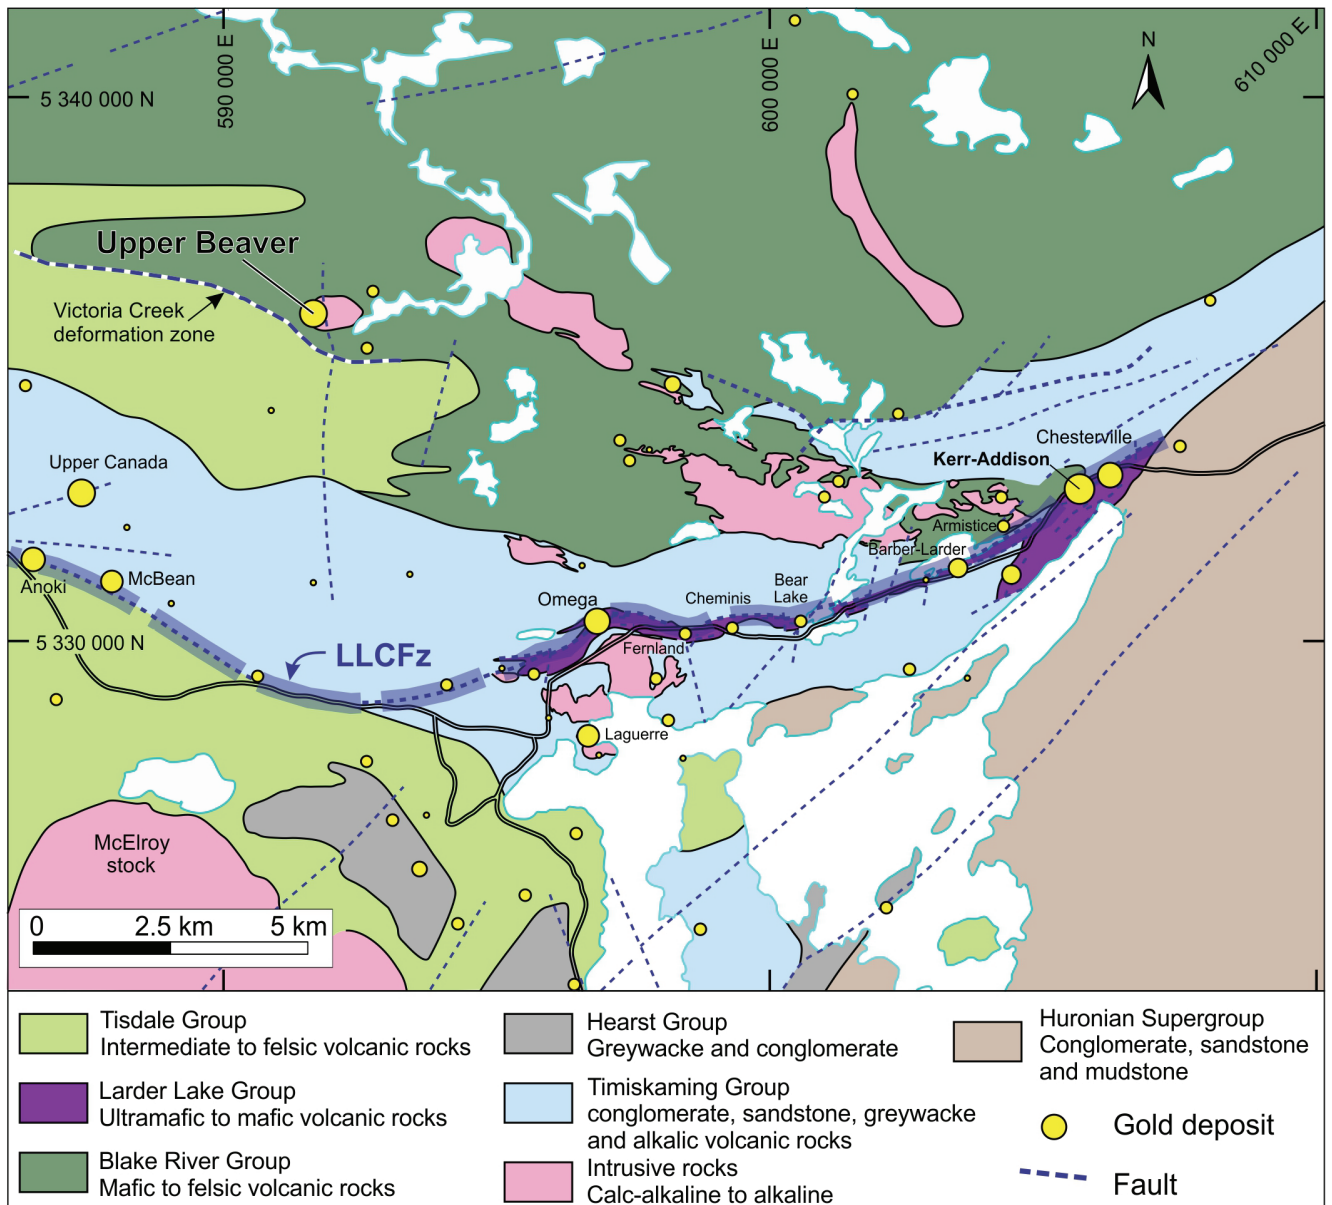 590 000 E
600 000 E
610 000 E
N
5 340 000 N
Upper Beaver
Victoria Creek
deformation zone
Chesterville
Kerr-Addison
Upper Canada
Armistice
Barber-Larder
Anoki
McBean
Bear
Lake
Omega
Cheminis
5 330 000 N
Fernland
LLCFz
Laguerre
McElroy
stock
0 2.5 km 5 km
Tisdale Group
Intermediate to felsic volcanic rocks
Larder Lake Group
Ultramafic to mafic volcanic rocks
Blake River Group
Mafic to felsic volcanic rocks
Hearst Group
Greywacke and conglomerate
Timiskaming Group
conglomerate, sandstone, greywacke
and alkalic volcanic rocks
Intrusive rocks
Calc-alkaline to alkaline
Huronian Supergroup
Conglomerate, sandstone
and mudstone
Gold deposit
Fault